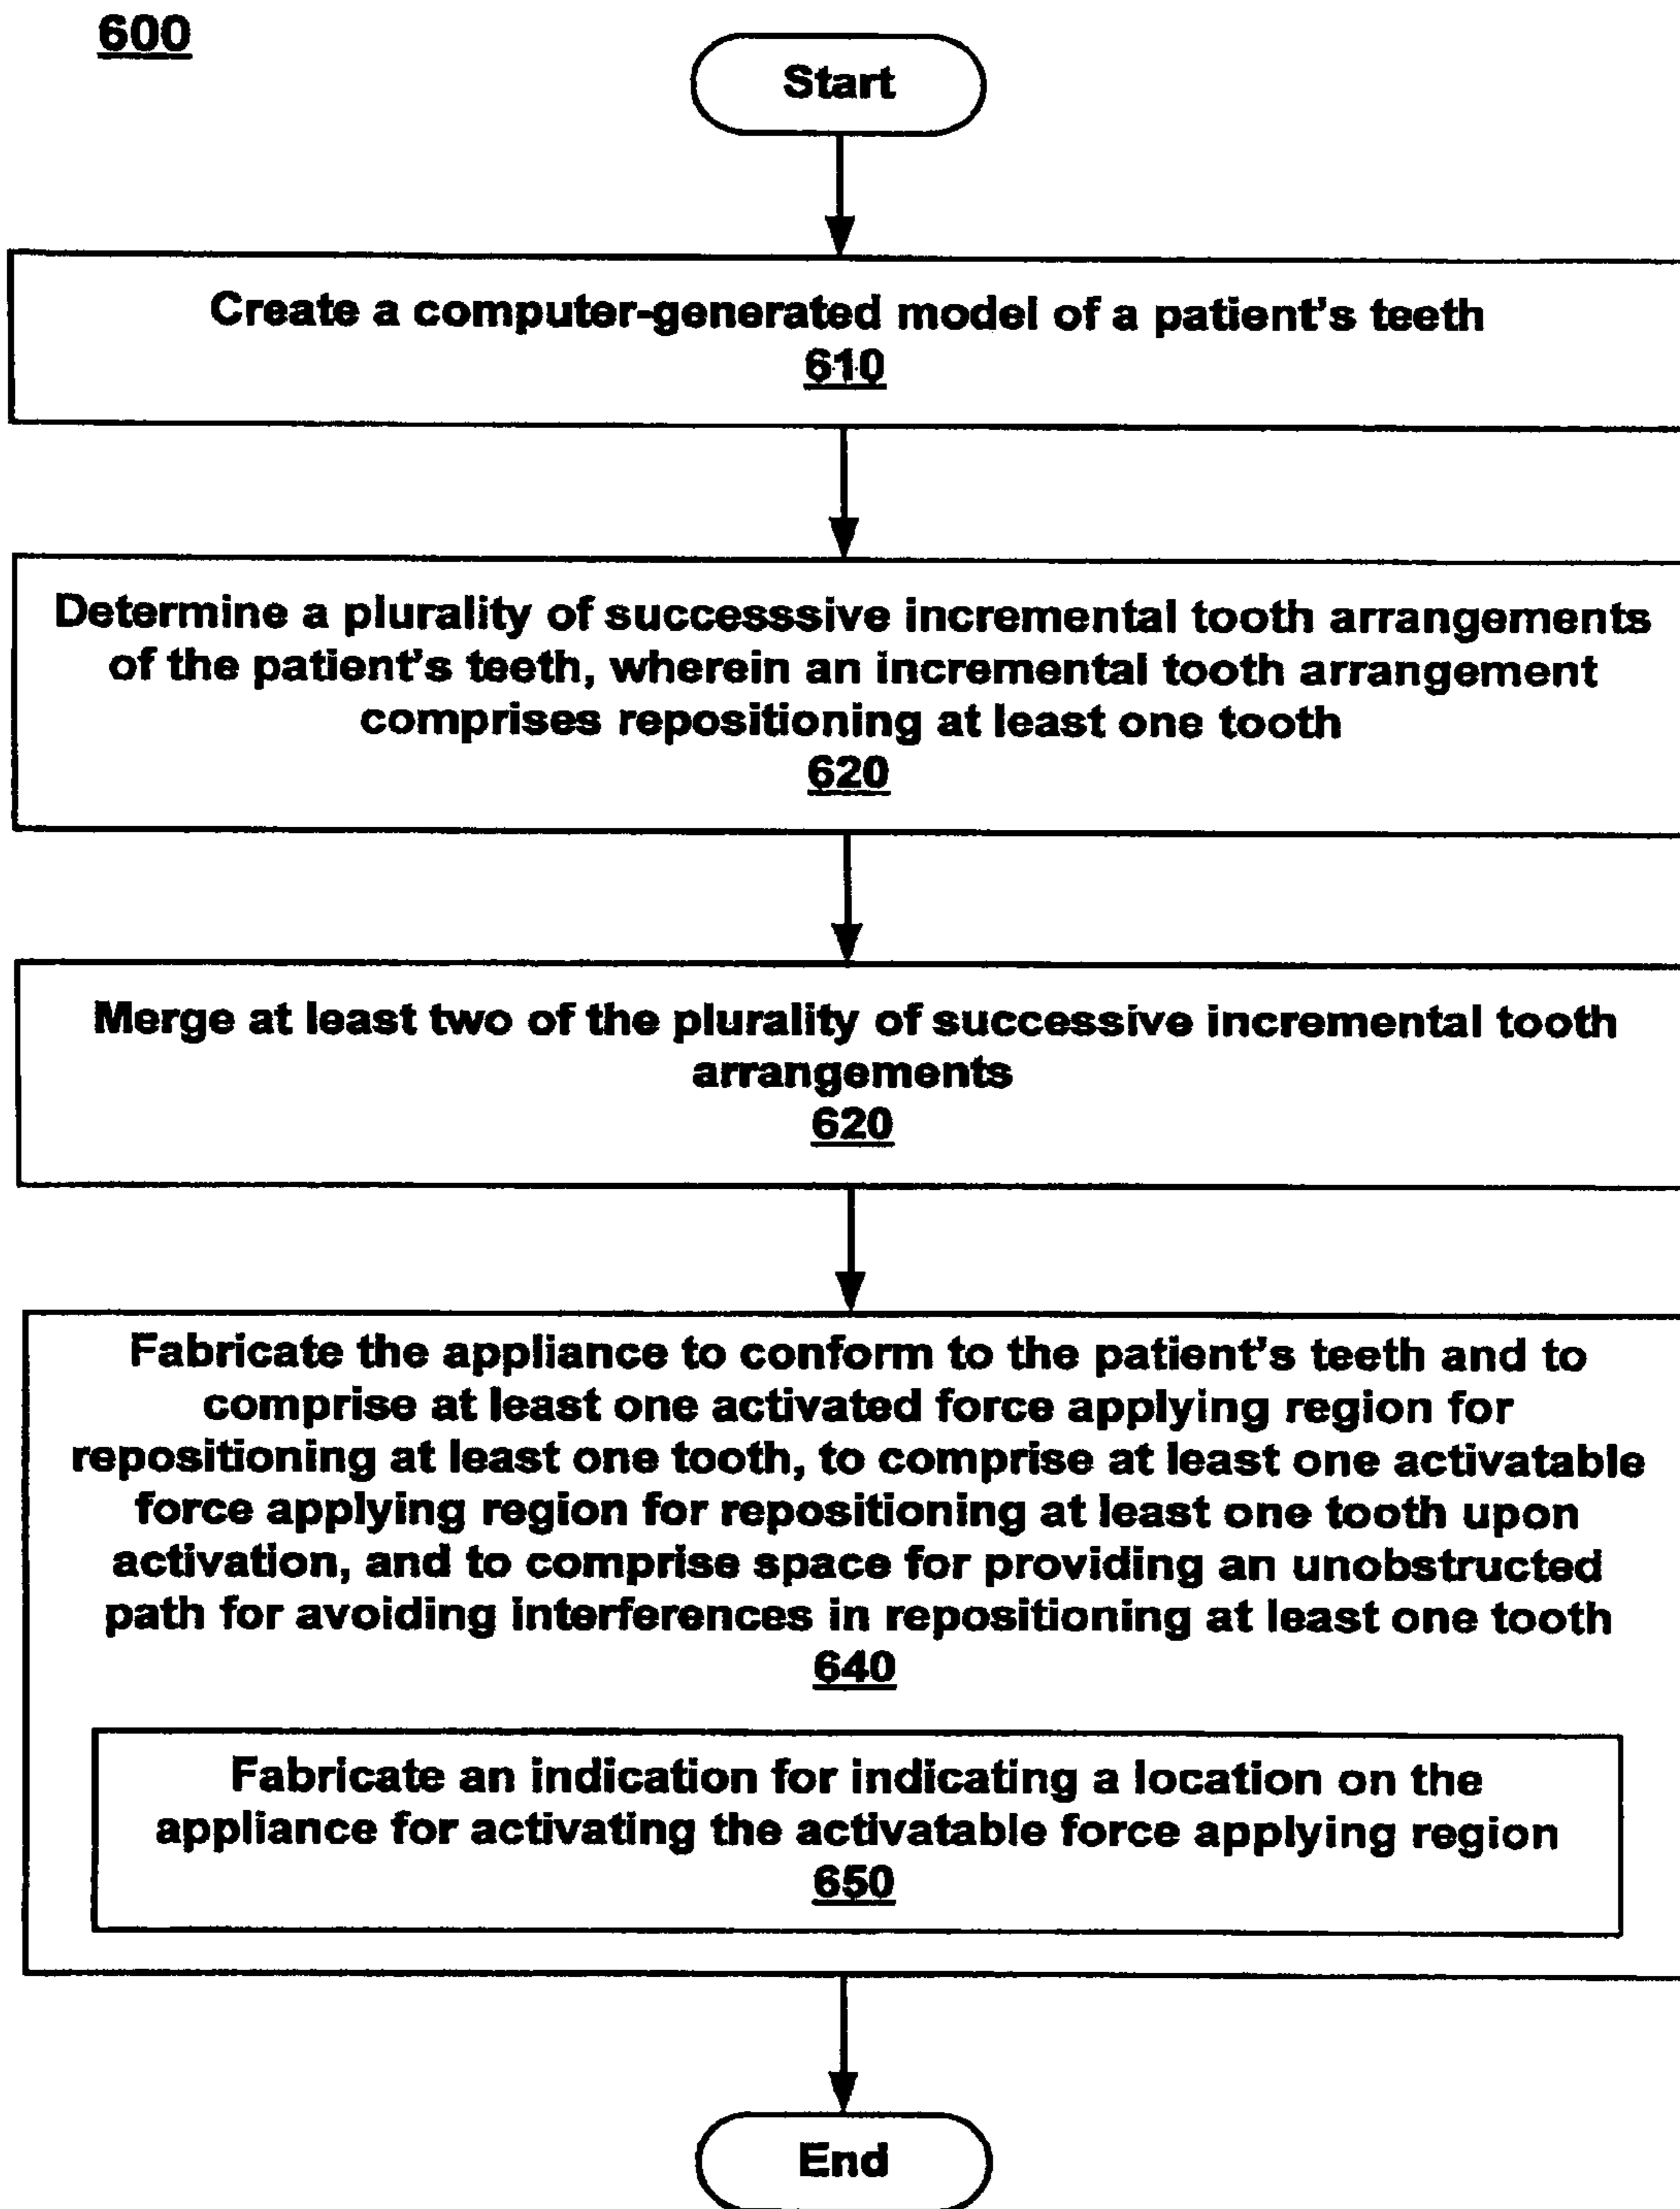 600
Start
Create a computer-generated model of a patient's teeth
610
Determine a plurality of successsive incremental tooth arrangements
of the patient's teeth, wherein an incremental tooth arrangement
comprises repositioning at least one tooth
620
Merge at least two of the plurality of successive incremental tooth
arrangements
620
Fabricate the appliance to conform to the patient's teeth and to
comprise at least one activated force applying region for
repositioning at least one tooth, to comprise at least one activatable
force applying region for repositioning at least one tooth upon
activation, and to comprise space for providing an unobstructed
path for avoiding interferences in repositioning at least one tooth
640
Fabricate an indication for indicating a location on the
appliance for activating the activatable force applying region
650
End